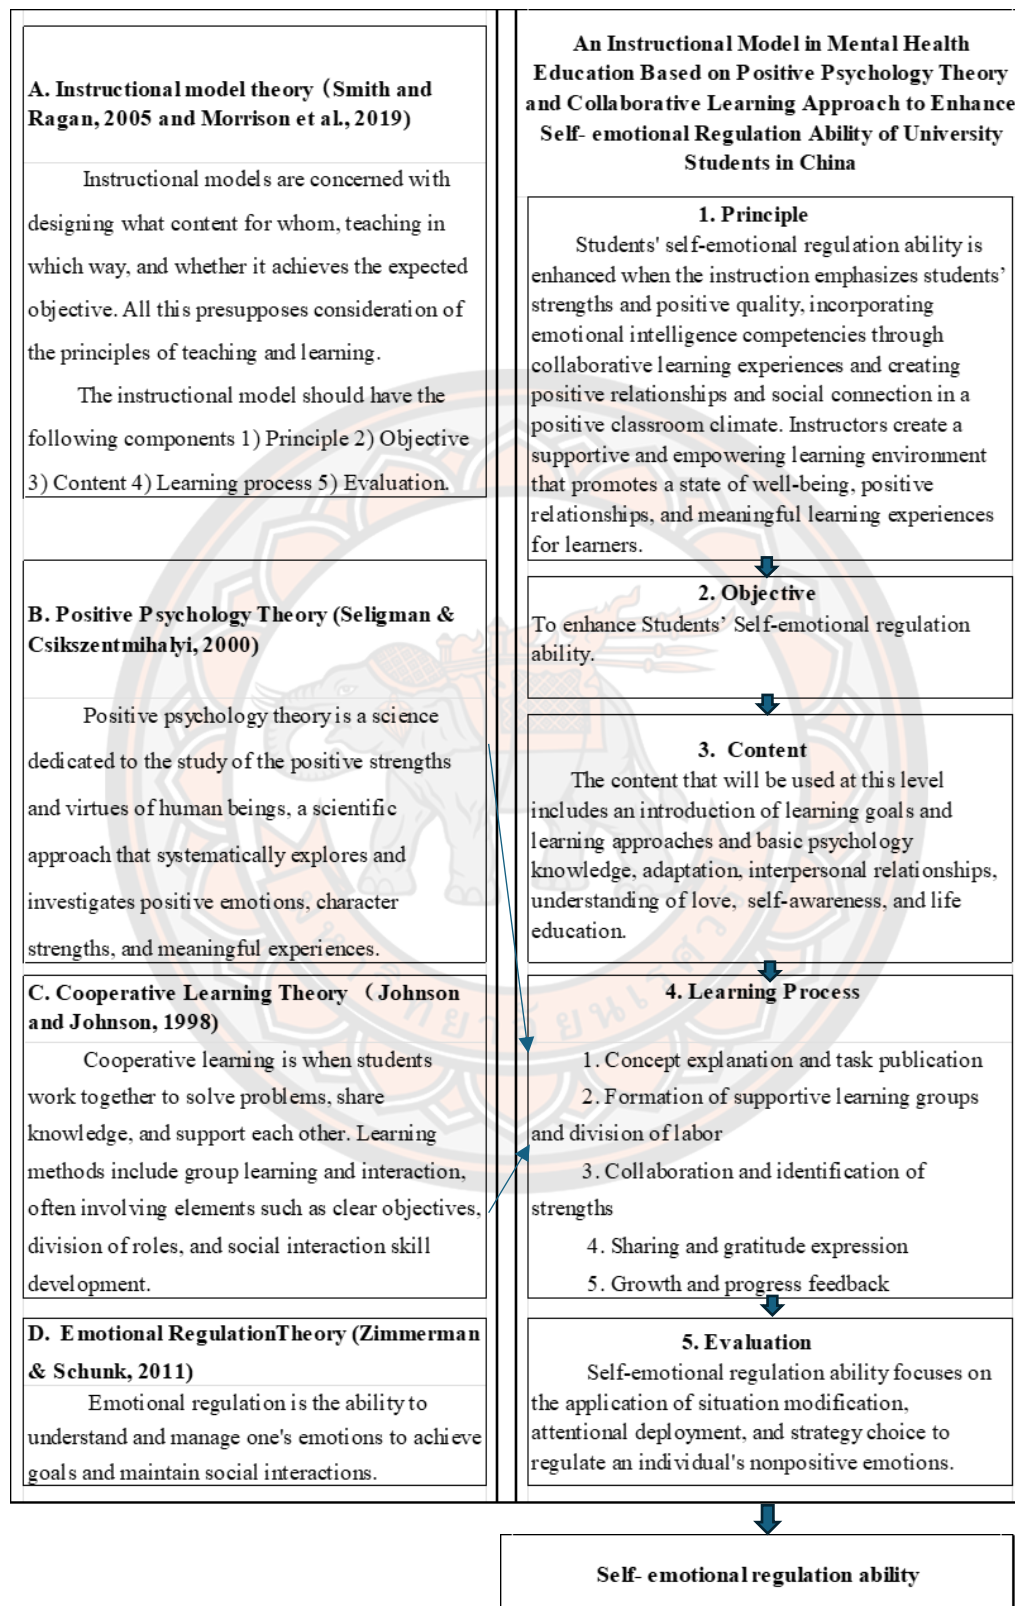 A. Instructional model theory (Smith and
Ragan, 2005 and Morrison et al., 2019)
Instructional models are concerned with
designing what content for whom, teaching in
which way, and whether it achieves the expected
objective. All this presupposes consideration of
the principles of teaching and learning.
The instructional model should have the
following components 1) Principle 2) Objective
3) Content 4) Learning process 5) Evaluation.
B. Positive Psychology Theory (Seligman &
Csikszentmihalyi, 2000)
Positive psychology theory is a science
dedicated to the study of the positive strengths
and virtues of human beings, a scientific
approach that systematically explores and
investigates positive emotions, character
strengths, and meaningful experiences.
C. Cooperative Learning Theory (Johnson
and Johnson, 1998)
Cooperative learning is when students
work together to solve problems, share
knowledge, and support each other. Learning
methods include group learning and interaction,
often involving elements such as clear objectives,
division of roles, and social interaction skill
development.
D. Emotional RegulationTheory (Zimmerman
& Schunk, 2011)
Emotional regulation is the ability to
understand and manage one's emotions to achieve
goals and maintain social interactions.
An Instructional Model in Mental Health
Education Based on Positive Psychology Theory
and Collaborative Learning Approach to Enhance
Self- emotional Regulation Ability of University
Students in China
1. Principle
Students' self-emotional regulation ability is
enhanced when the instruction emphasizes students’
strengths and positive quality, incorporating
emotional intelligence competencies through
collaborative learning experiences and creating
positive relationships and social connection in a
positive classroom climate. Instructors create a
supportive and empowering learning environment
that promotes a state of well-being, positive
relationships, and meaningful learning experiences
for learners.
2. Objective
To enhance Students’ Self-emotional regulation
ability.
3. Content
The content that will be used at this level
includes an introduction of learning goals and
learning approaches and basic psychology
knowledge, adaptation, interpersonal relationships,
understanding of love, self-awareness, and life
education.
4. Learning Process
1. Concept explanation and task publication
2. Formation of supportive learning groups
and division of labor
3. Collaboration and identification of
strengths
4. Sharing and gratitude expression
5. Growth and progress feedback
5. Evaluation
Self-emotional regulation ability focuses on
the application of situation modification,
attentional deployment, and strategy choice to
regulate an individual's nonpositive emotions.
Self- emotional regulation ability